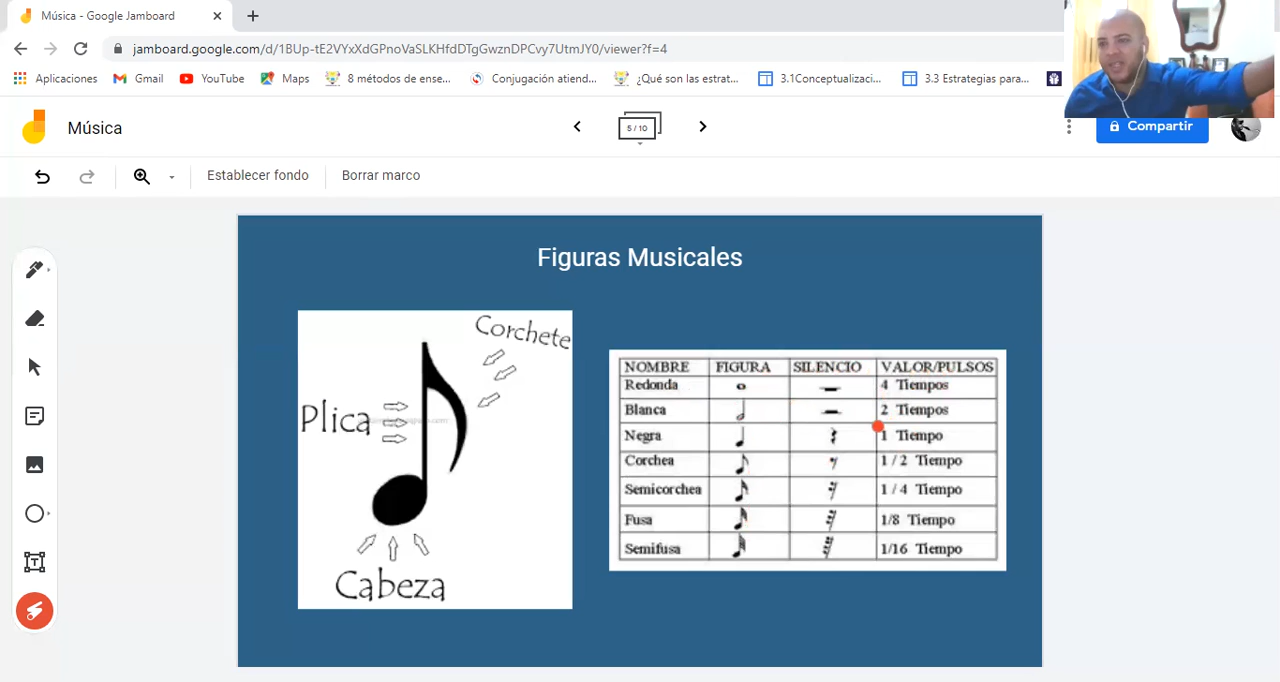 Música - Google Jamboard
jamboard.google.com/d/1BUp-tE2VYxXdGPnoVaSLKHfdDTgGwznDPCvy7UtmJY0/viewer?f=4
Aplicaciones Gmail YouTube Maps 8 métodos de ense... Conjugación atiend... ¿Qué son las estrat... 3.1Conceptualizaci... 3.3 Estrategias para...
Música
5 / 10
Compartir
Establecer fondo Borrar marco
Figuras Musicales
Corchete
Plica
Cabeza
NOMBRE FIGURA SILENCIO VALOR/PULSOS
Redonda 4 Tiempos
Blanca 2 Tiempos
Negra 1 Tiempo
Corchea 1 / 2 Tiempo
Semicorchea 1 / 4 Tiempo
Fusa 1/8 Tiempo
Semifusa 1/16 Tiempo